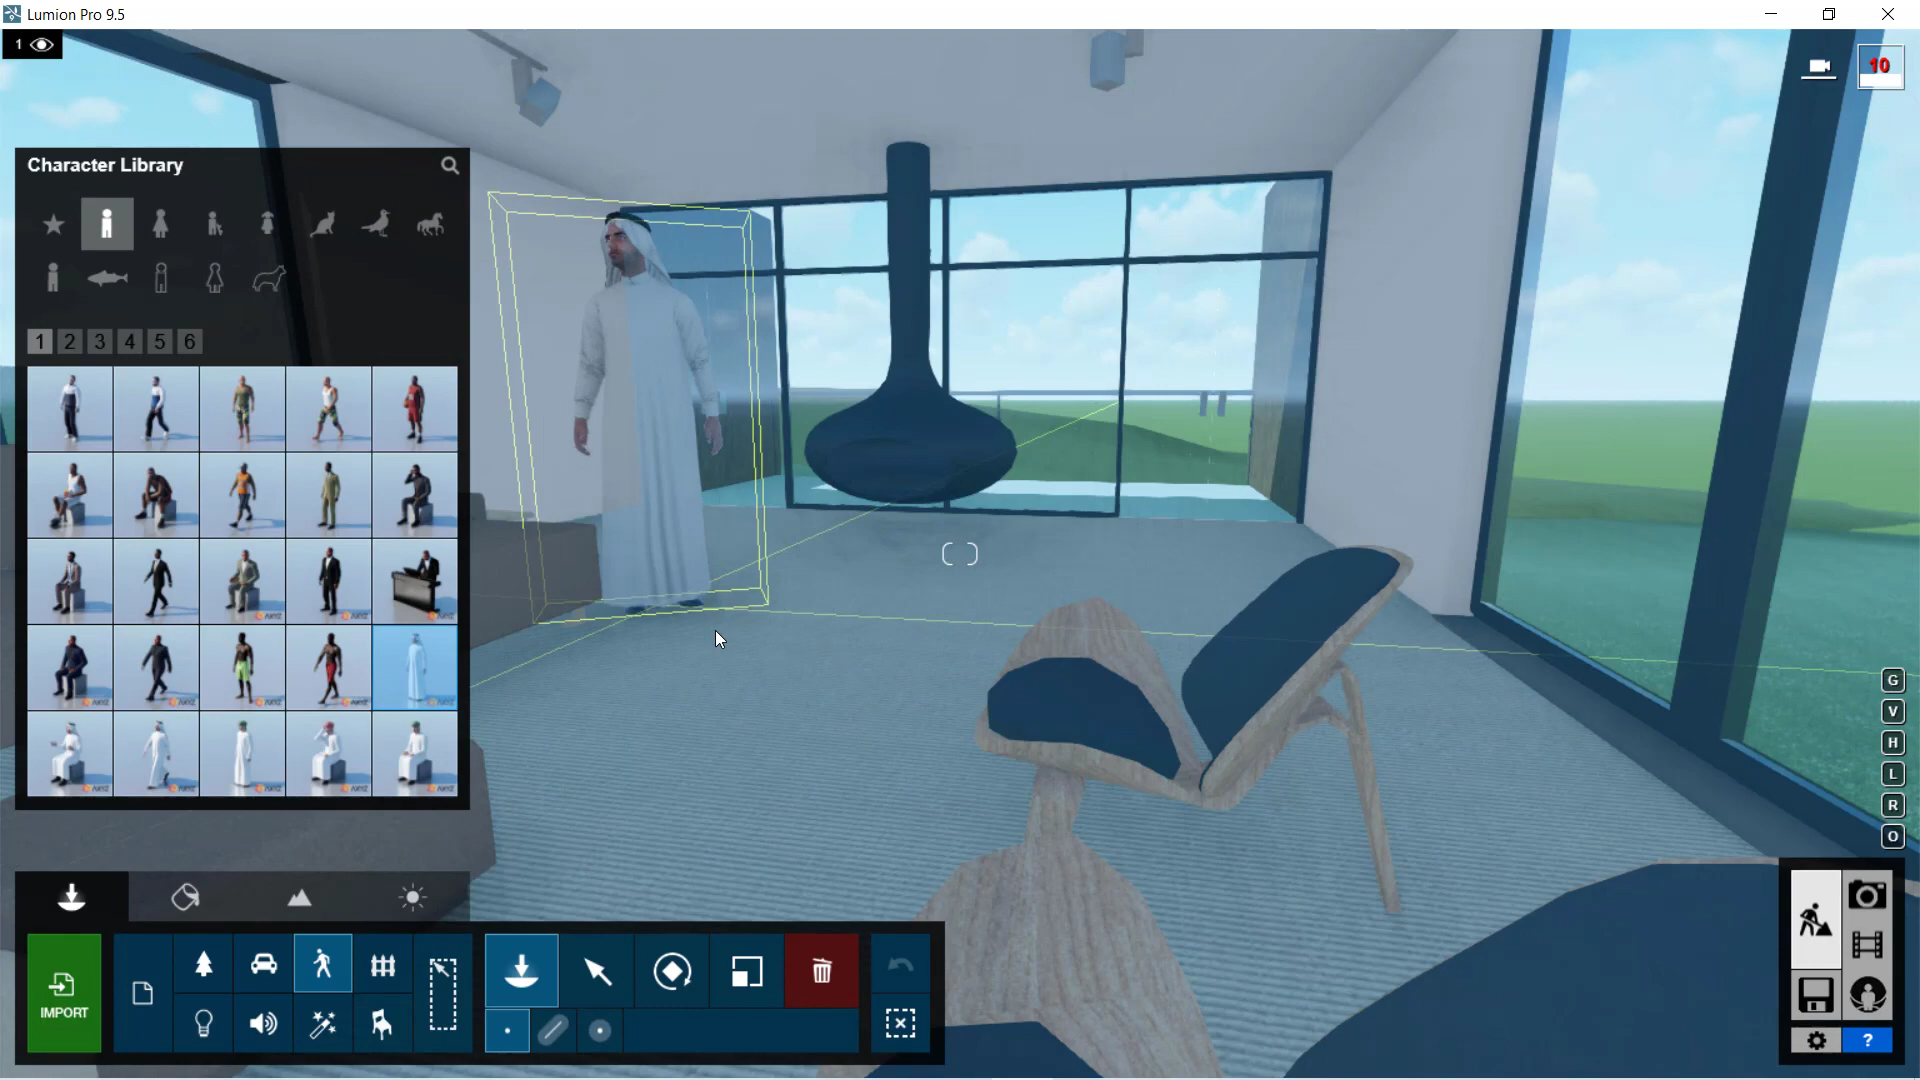 Lumion Pro 9.5
1
10
Character Library
1 2 3 4 5 6
G
V
H
L
R
O
IMPORT
?